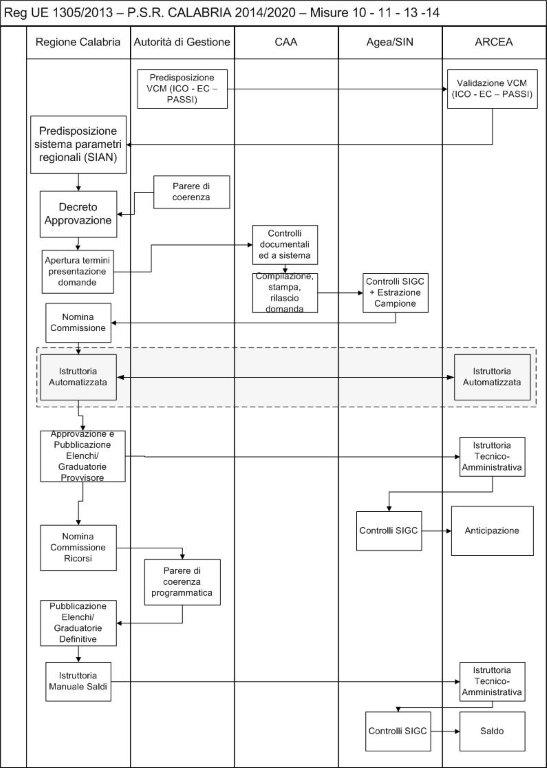 Reg UE 1305/2013 – P.S.R. CALABRIA 2014/2020 – Misure 10 - 11 - 13 -14
Regione Calabria
Autorità di Gestione
CAA
Agea/SIN
ARCEA
Predisposizione
VCM (ICO - EC –
PASSI)
Validazione VCM
(ICO - EC – PASSI)
Predisposizione
sistema parametri
regionali (SIAN)
Parere di
coerenza
Decreto
Approvazione
Apertura termini
presentazione
domande
Controlli
documentali
ed a sistema
Compilazione,
stampa,
rilascio
domanda
Controlli SIGC
+ Estrazione
Campione
Nomina
Commissione
Istruttoria
Automatizzata
Istruttoria
Automatizzata
Approvazione e
Pubblicazione
Elenchi/
Graduatorie
Provvisore
Istruttoria
Tecnico-
Amministrativa
Controlli SIGC
Anticipazione
Nomina
Commissione
Ricorsi
Parere di
coerenza
programmatica
Pubblicazione
Elenchi/
Graduatorie
Definitive
Istruttoria
Manuale Saldi
Istruttoria
Tecnico-
Amministrativa
Controlli SIGC
Saldo